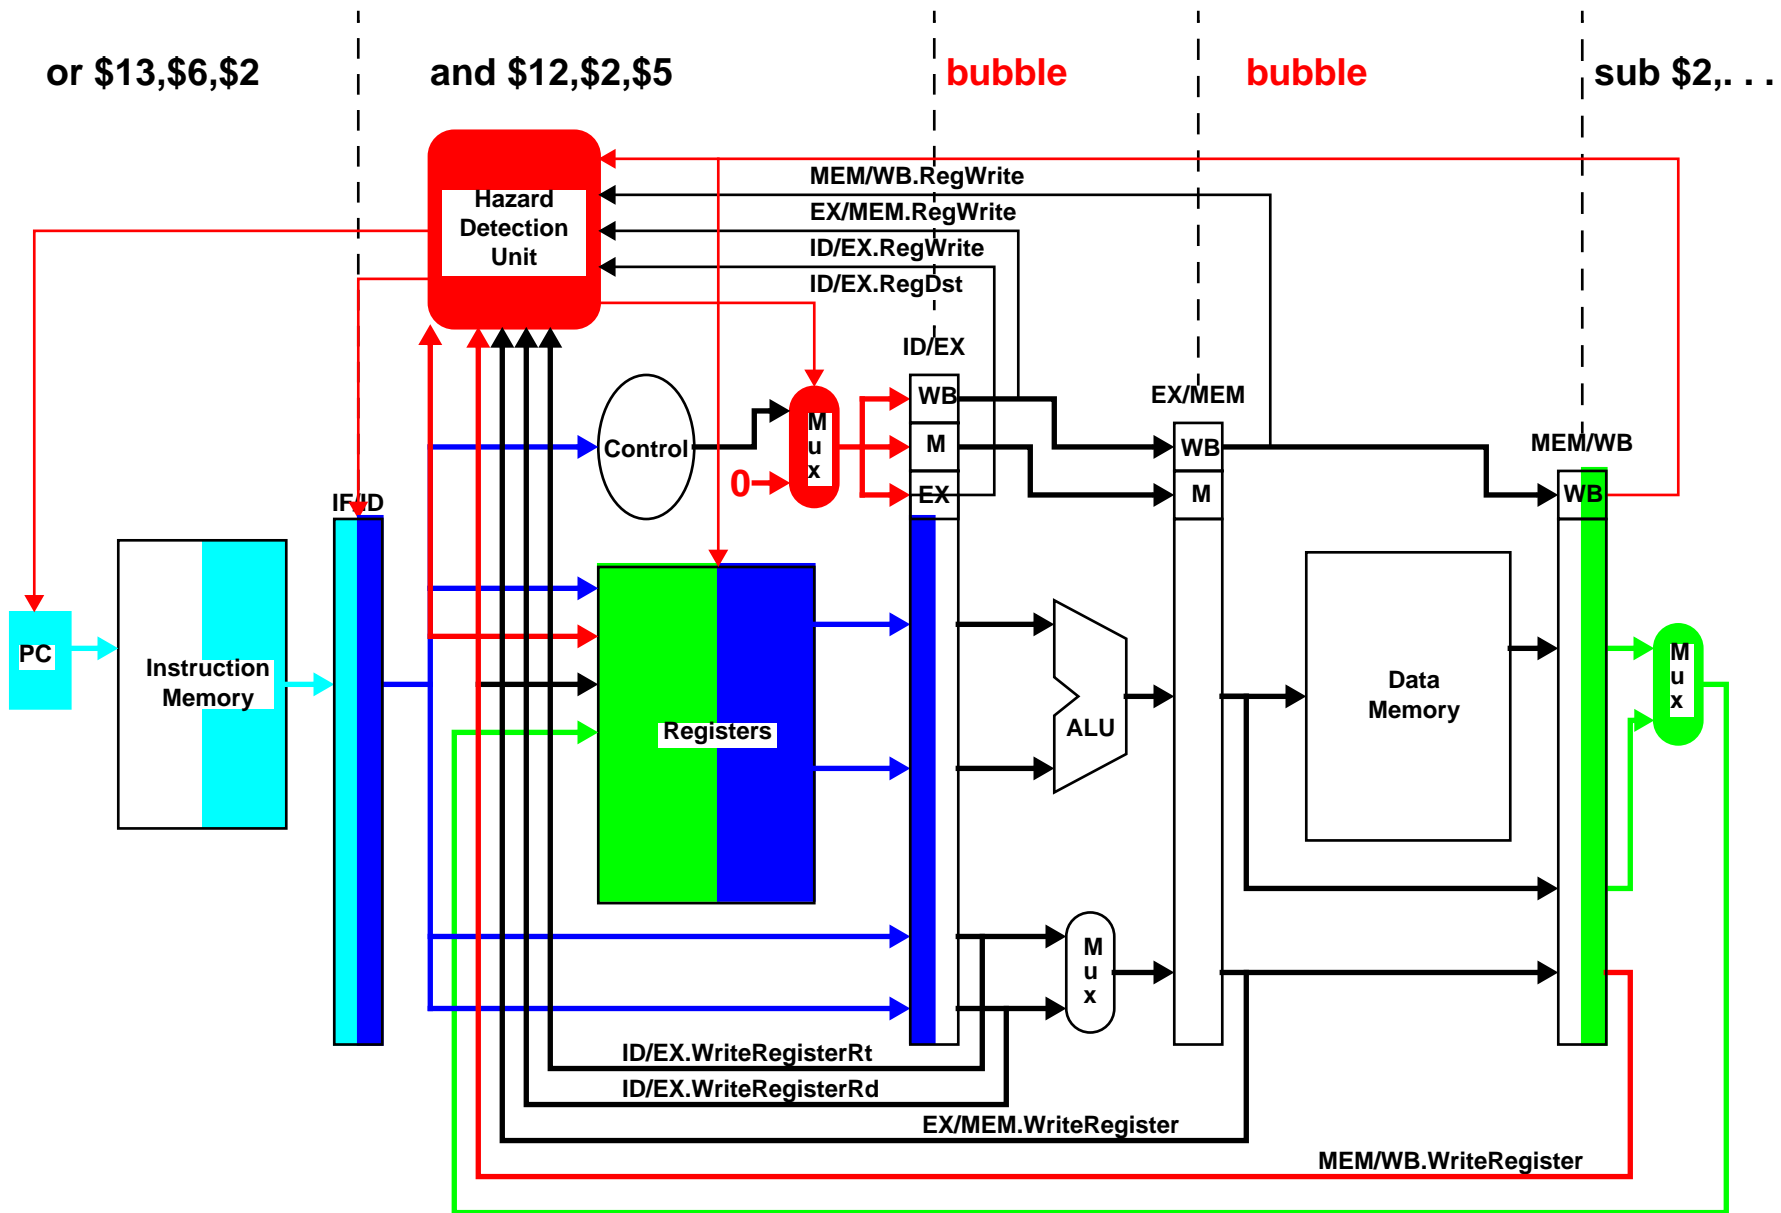 or $13,$6,$2
and $12,$2,$5
bubble
bubble
sub $2,. . .
Hazard
Detection
Unit
MEM/WB.RegWrite
EX/MEM.RegWrite
ID/EX.RegWrite
ID/EX.RegDst
ID/EX
EX/MEM
MEM/WB
IF/ID
WB
M
EX
WB
M
WB
Control
M
u
x
0
PC
Instruction
Memory
Registers
ALU
Data
Memory
M
u
x
M
u
x
ID/EX.WriteRegisterRt
ID/EX.WriteRegisterRd
EX/MEM.WriteRegister
MEM/WB.WriteRegister